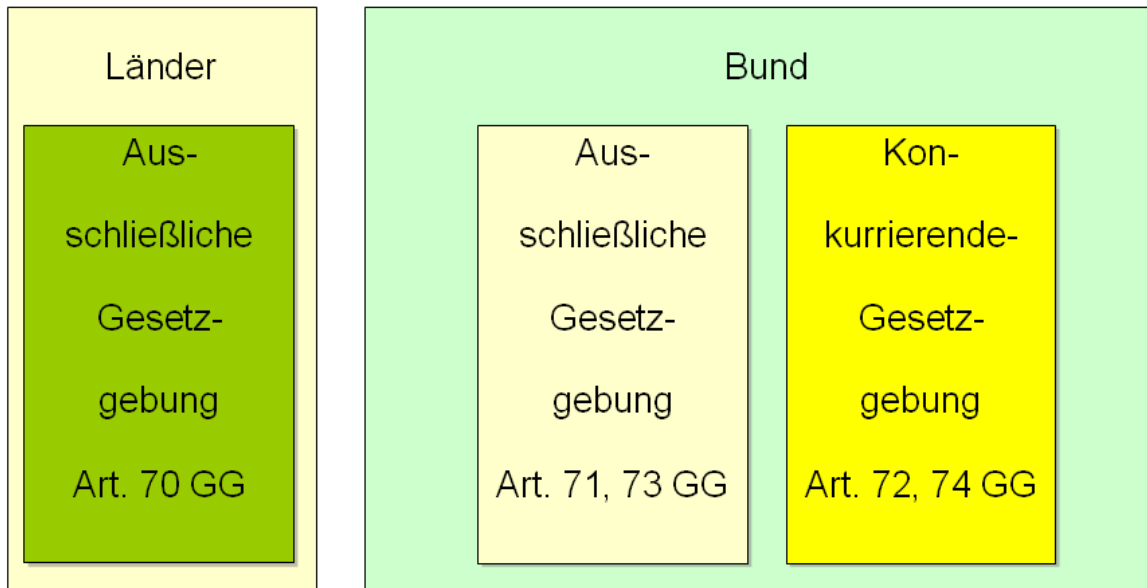 Länder
Aus-
schließliche
Gesetz-
gebung
Art. 70 GG
Bund
Aus-
schließliche
Gesetz-
gebung
Art. 71, 73 GG
Kon-
kurrierende-
Gesetz-
gebung
Art. 72, 74 GG